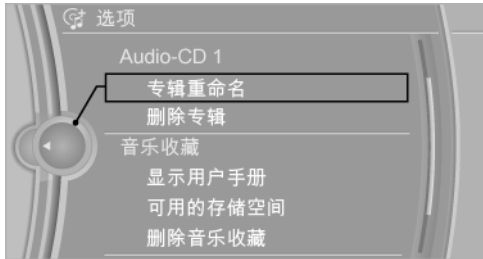 选项
Audio-CD 1
专辑重命名
删除专辑
音乐收藏
显示用户手册
可用的存储空间
删除音乐收藏